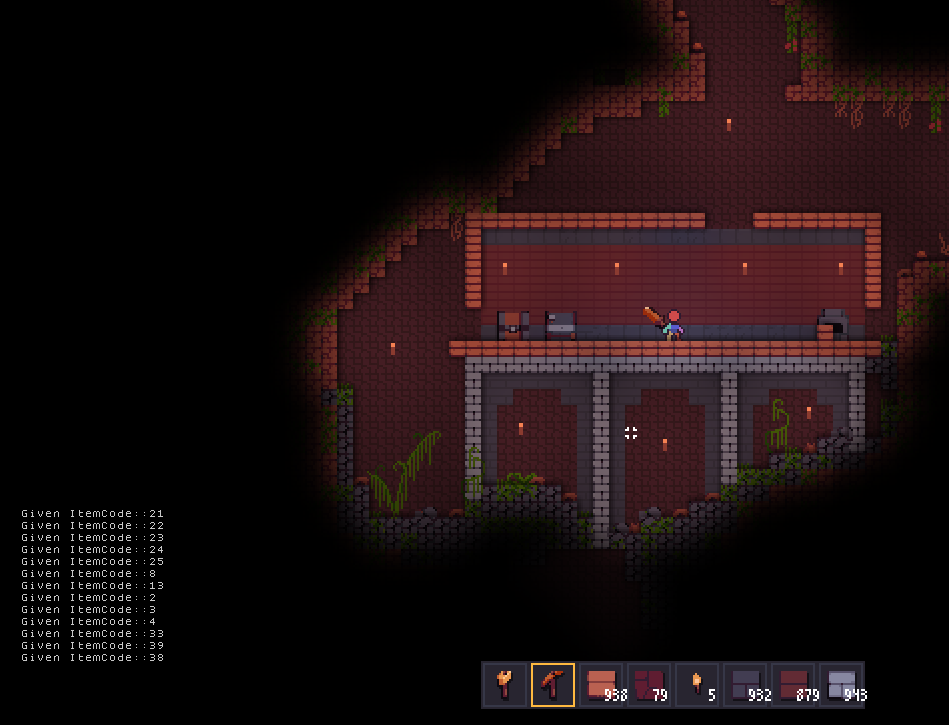 Given ItemCode::21
Given ItemCode::22
Given ItemCode::23
Given ItemCode::24
Given ItemCode::25
Given ItemCode::8
Given ItemCode::13
Given ItemCode::2
Given ItemCode::3
Given ItemCode::4
Given ItemCode::33
Given ItemCode::39
Given ItemCode::38
938 79 5 932 879 943